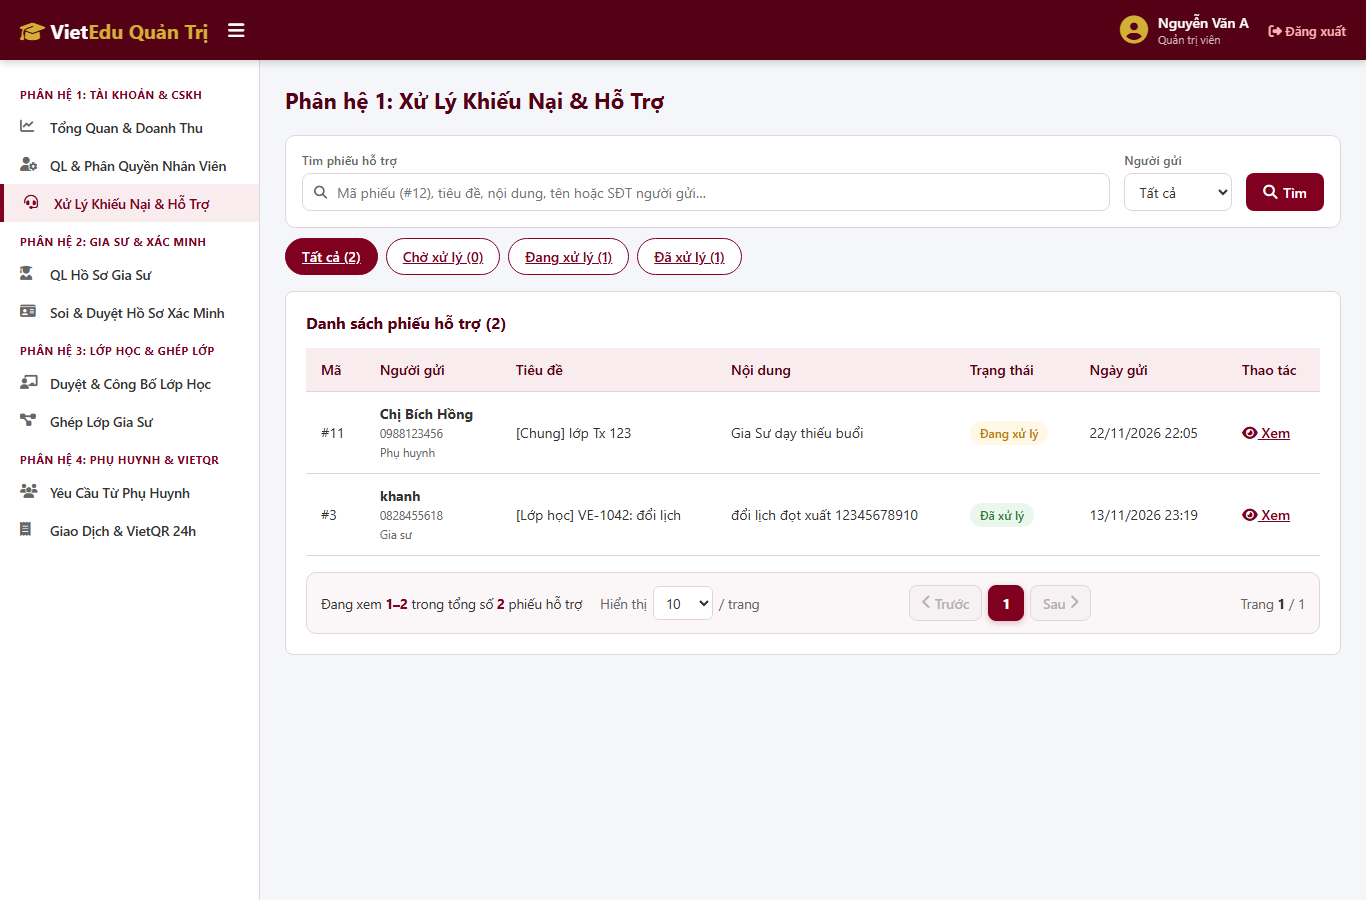 VietEdu Quản Trị
Nguyễn Văn A
Quản trị viên
Đăng xuất
PHÂN HỆ 1: TÀI KHOẢN & CSKH
Tổng Quan & Doanh Thu
QL & Phân Quyền Nhân Viên
Xử Lý Khiếu Nại & Hỗ Trợ
PHÂN HỆ 2: GIA SƯ & XÁC MINH
QL Hồ Sơ Gia Sư
Soi & Duyệt Hồ Sơ Xác Minh
PHÂN HỆ 3: LỚP HỌC & GHÉP LỚP
Duyệt & Công Bố Lớp Học
Ghép Lớp Gia Sư
PHÂN HỆ 4: PHỤ HUYNH & VIETQR
Yêu Cầu Từ Phụ Huynh
Giao Dịch & VietQR 24h
Phân hệ 1: Xử Lý Khiếu Nại & Hỗ Trợ
Tìm phiếu hỗ trợ
Người gửi
Mã phiếu (#12), tiêu đề, nội dung, tên hoặc SĐT người gửi...
Tất cả
Tìm
Tất cả (2)
Chờ xử lý (0)
Đang xử lý (1)
Đã xử lý (1)
Danh sách phiếu hỗ trợ (2)
Mã Người gửi Tiêu đề Nội dung Trạng thái Ngày gửi Thao tác
#11
Chị Bích Hồng
0988123456
Phụ huynh
[Chung] lớp Tx 123
Gia Sư dạy thiếu buổi
Đang xử lý
22/11/2026 22:05
Xem
#3
khanh
0828455618
Gia sư
[Lớp học] VE-1042: đổi lịch
đổi lịch đọt xuất 12345678910
Đã xử lý
13/11/2026 23:19
Xem
Đang xem 1–2 trong tổng số 2 phiếu hỗ trợ
Hiển thị 10 / trang
Trước
1
Sau
Trang 1 / 1